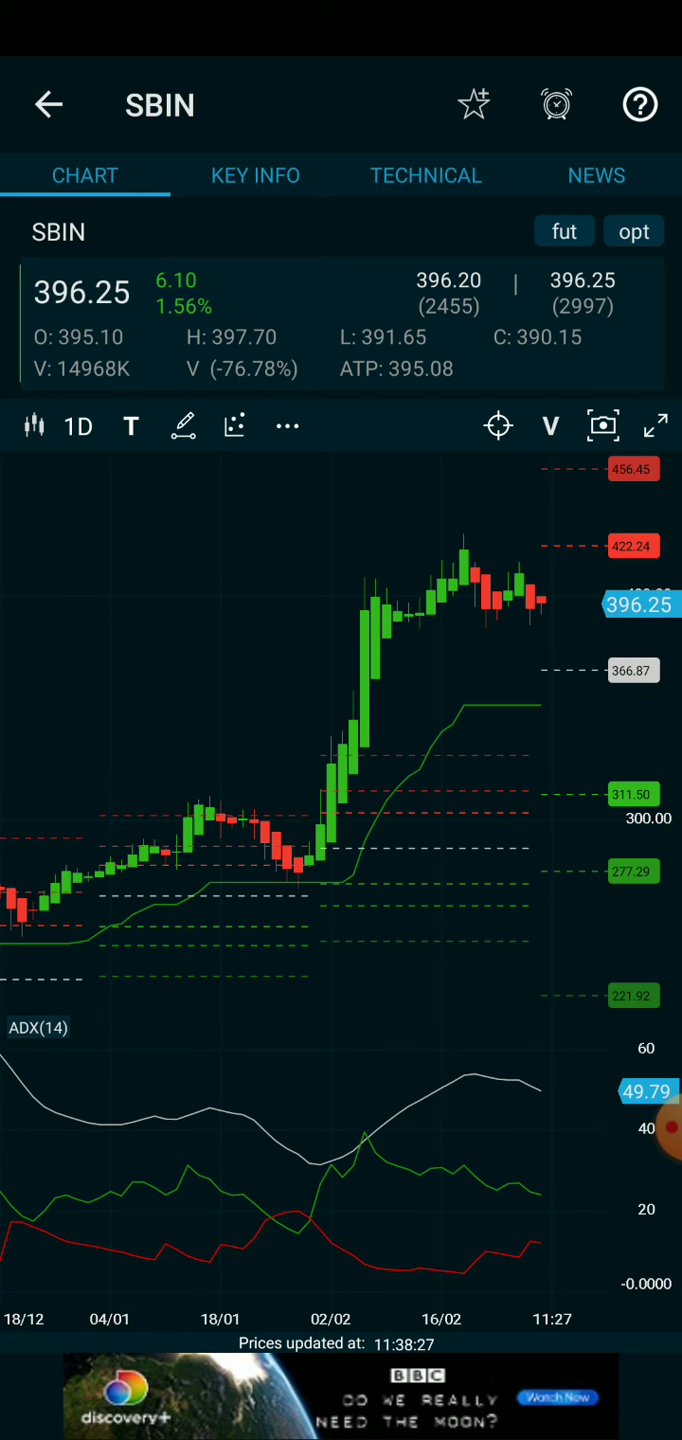 SBIN
CHART KEY INFO TECHNICAL NEWS
SBIN fut opt
396.25 6.10 396.20 | 396.25
1.56% (2455) (2997)
O: 395.10 H: 397.70 L: 391.65 C: 390.15
V: 14968K V (-76.78%) ATP: 395.08
1D T V
456.45
422.24
396.25
366.87
311.50
300.00
277.29
221.92
ADX(14)
60
49.79
40
20
-0.0000
18/12 04/01 18/01 02/02 16/02 11:27
Prices updated at: 11:38:27
discovery+
BBC
DO WE REALLY
NEED THE MOON?
Watch Now